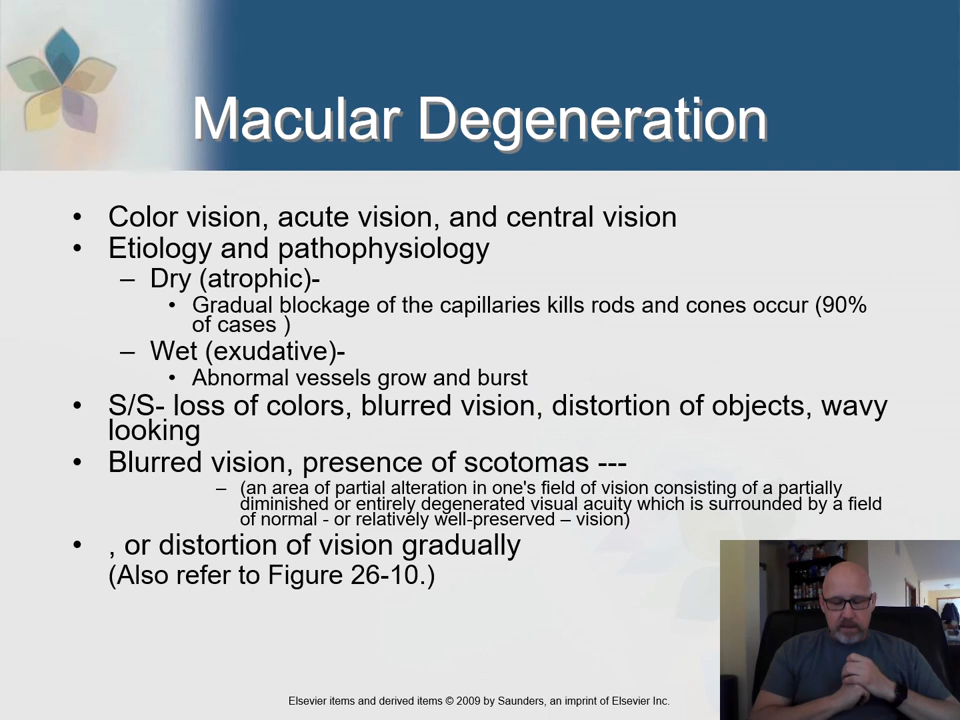 Macular Degeneration
• Color vision, acute vision, and central vision
• Etiology and pathophysiology
– Dry (atrophic)-
• Gradual blockage of the capillaries kills rods and cones occur (90%
of cases )
– Wet (exudative)-
• Abnormal vessels grow and burst
• S/S- loss of colors, blurred vision, distortion of objects, wavy
looking
• Blurred vision, presence of scotomas ---
– (an area of partial alteration in one's field of vision consisting of a partially
diminished or entirely degenerated visual acuity which is surrounded by a field
of normal - or relatively well-preserved – vision)
• , or distortion of vision gradually
(Also refer to Figure 26-10.)
Elsevier items and derived items © 2009 by Saunders, an imprint of Elsevier Inc.